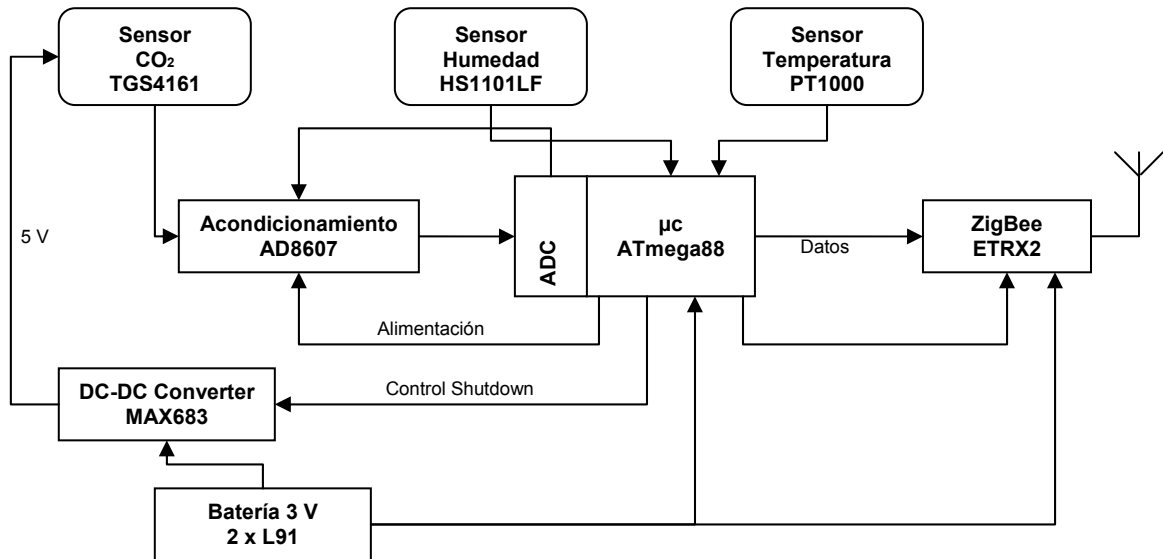 Sensor
CO₂
TGS4161
Sensor
Humedad
HS1101LF
Sensor
Temperatura
PT1000
5 V
Acondicionamiento
AD8607
ADC
µc
ATmega88
Datos
ZigBee
ETRX2
Alimentación
DC-DC Converter
MAX683
Control Shutdown
Batería 3 V
2 x L91